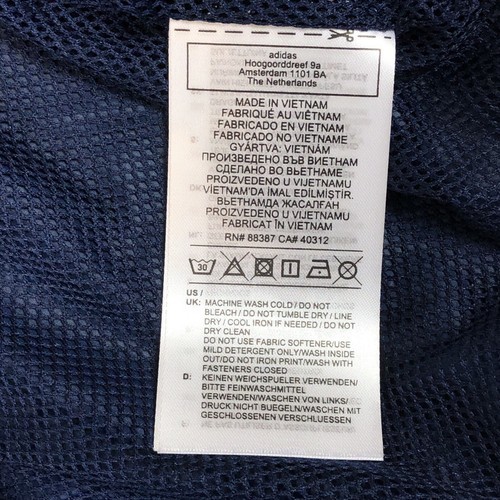 adidas
Hoogoorddreef 9a
Amsterdam 1101 BA
The Netherlands
MADE IN VIETNAM
FABRIQUÉ AU VIÊTNAM
FABRICADO EN VIETNAM
FABRICADO NO VIETNAME
GYÁRTVA: VIETNÁM
ПРОИЗВЕДЕНО ВЪВ ВИЕТНАМ
СДЕЛАНО ВО ВЬЕТНАМЕ
PROIZVEDENO U VIJETNAMU
VİETNAM'DA İMAL EDİLMİŞTİR.
ВЬЕТНАМДА ЖАСАЛҒАН
PROIZVEDENO U VIJETNAMU
FABRICAT ÎN VIETNAM
RN# 88387 CA# 40312
30
US /
UK: MACHINE WASH COLD/ DO NOT
BLEACH / DO NOT TUMBLE DRY / LINE
DRY / COOL IRON IF NEEDED / DO NOT
DRY CLEAN
DO NOT USE FABRIC SOFTENER/USE
MILD DETERGENT ONLY/WASH INSIDE
OUT/DO NOT IRON PRINT/WASH WITH
FASTENERS CLOSED
D: KEINEN WEICHSPUELER VERWENDEN/
BITTE FEINWASCHMITTEL
VERWENDEN/WASCHEN VON LINKS/
DRUCK NICHT BUEGELN/WASCHEN MIT
GESCHLOSSENEN VERSCHLUESSEN